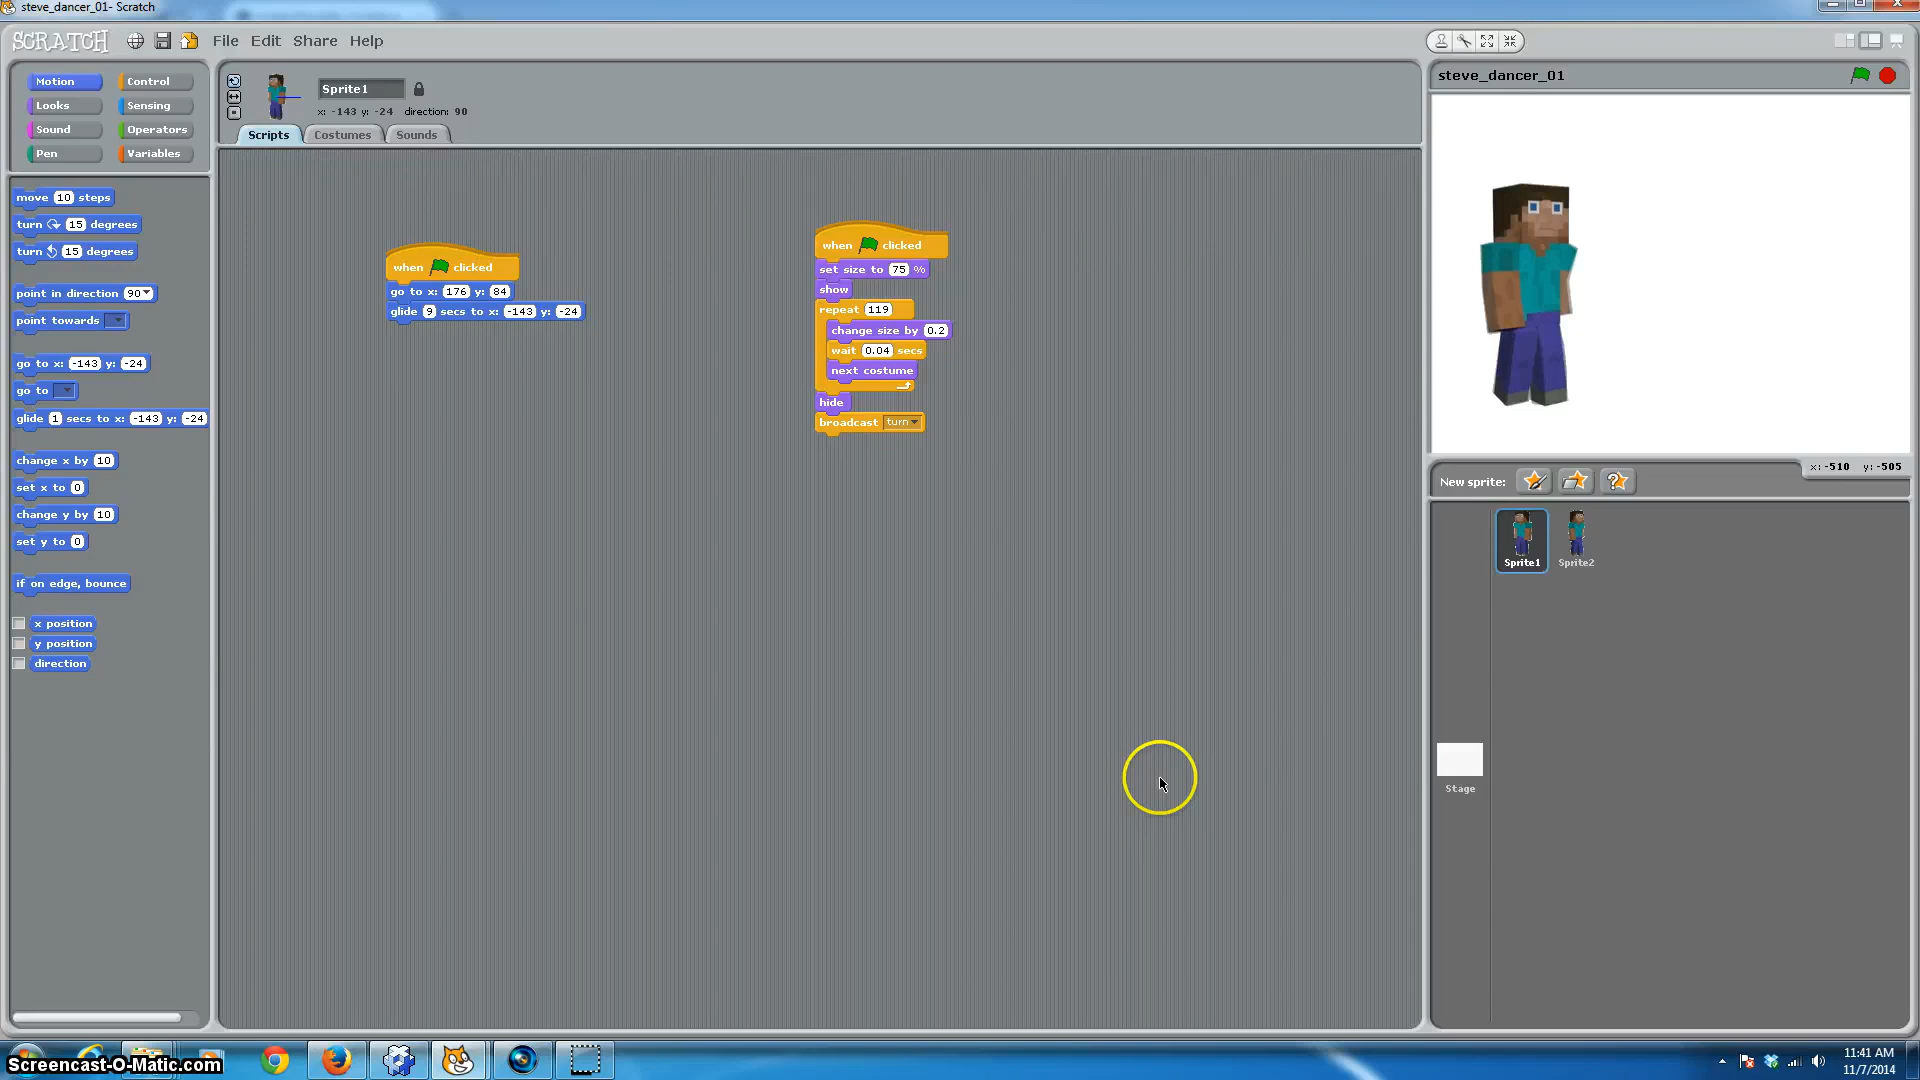 steve_dancer_01- Scratch
SCRATCH File Edit Share Help
Motion Control
Looks Sensing
Sound Operators
Pen Variables
move 10 steps
turn 15 degrees
turn 15 degrees
point in direction 90
point towards
go to x: -143 y: -24
go to
glide 1 secs to x: -143 y: -24
change x by 10
set x to 0
change y by 10
set y to 0
if on edge, bounce
x position
y position
direction
Sprite1
x: -143 y: -24 direction: 90
Scripts Costumes Sounds
when clicked
go to x: 176 y: 84
glide 9 secs to x: -143 y: -24
when clicked
set size to 75 %
show
repeat 119
change size by 0.2
wait 0.04 secs
next costume
hide
broadcast turn
steve_dancer_01
x: -510 y: -505
New sprite:
Sprite1 Sprite2
Stage
Screencast-O-Matic.com
11:41 AM
11/7/2014